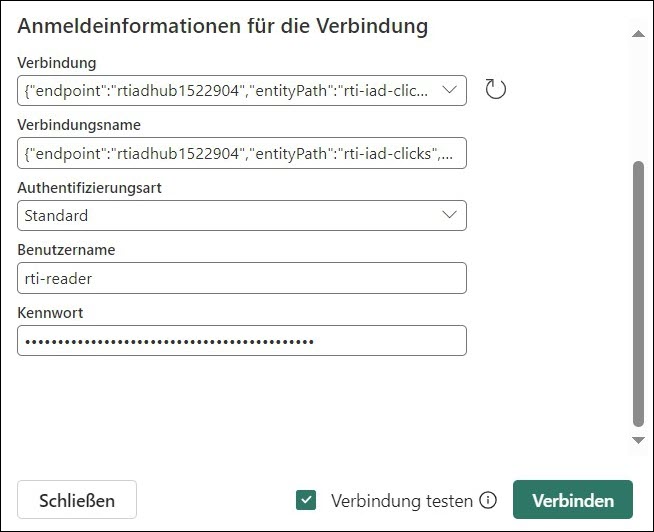 Anmeldeinformationen für die Verbindung
Verbindung
{"endpoint":"rtiadhub1522904","entityPath":"rti-iad-clic...
Verbindungsname
{"endpoint":"rtiadhub1522904","entityPath":"rti-iad-clicks",...
Authentifizierungsart
Standard
Benutzername
rti-reader
Kennwort
Schließen
Verbindung testen
Verbinden